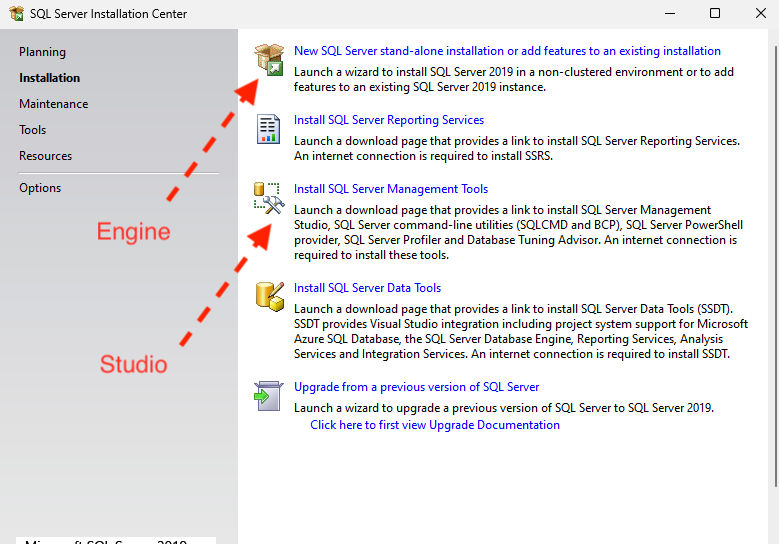 SQL Server Installation Center
Planning
Installation
Maintenance
Tools
Resources
Options
Engine
Studio
New SQL Server stand-alone installation or add features to an existing installation
Launch a wizard to install SQL Server 2019 in a non-clustered environment or to add
features to an existing SQL Server 2019 instance.
Install SQL Server Reporting Services
Launch a download page that provides a link to install SQL Server Reporting Services.
An internet connection is required to install SSRS.
Install SQL Server Management Tools
Launch a download page that provides a link to install SQL Server Management
Studio, SQL Server command-line utilities (SQLCMD and BCP), SQL Server PowerShell
provider, SQL Server Profiler and Database Tuning Advisor. An internet connection is
required to install these tools.
Install SQL Server Data Tools
Launch a download page that provides a link to install SQL Server Data Tools (SSDT).
SSDT provides Visual Studio integration including project system support for Microsoft
Azure SQL Database, the SQL Server Database Engine, Reporting Services, Analysis
Services and Integration Services. An internet connection is required to install SSDT.
Upgrade from a previous version of SQL Server
Launch a wizard to upgrade a previous version of SQL Server to SQL Server 2019.
Click here to first view Upgrade Documentation
Microsoft SQL Server 2019